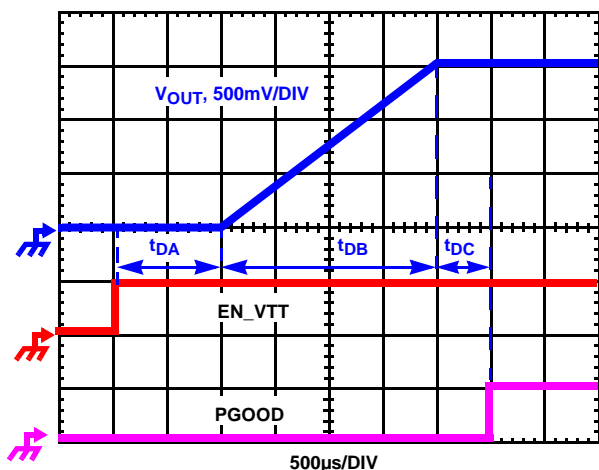 VOUT, 500mV/DIV
tDA
tDB
tDC
EN_VTT
PGOOD
500µs/DIV